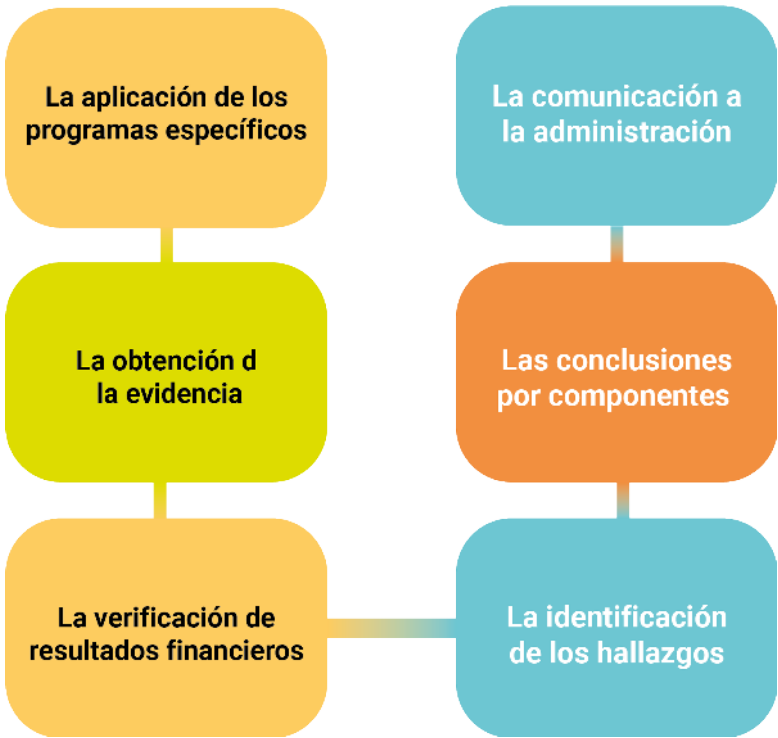 La aplicación de los
programas específicos
La obtención d
la evidencia
La verificación de
resultados financieros
La identificación
de los hallazgos
Las conclusiones
por componentes
La comunicación a
la administración